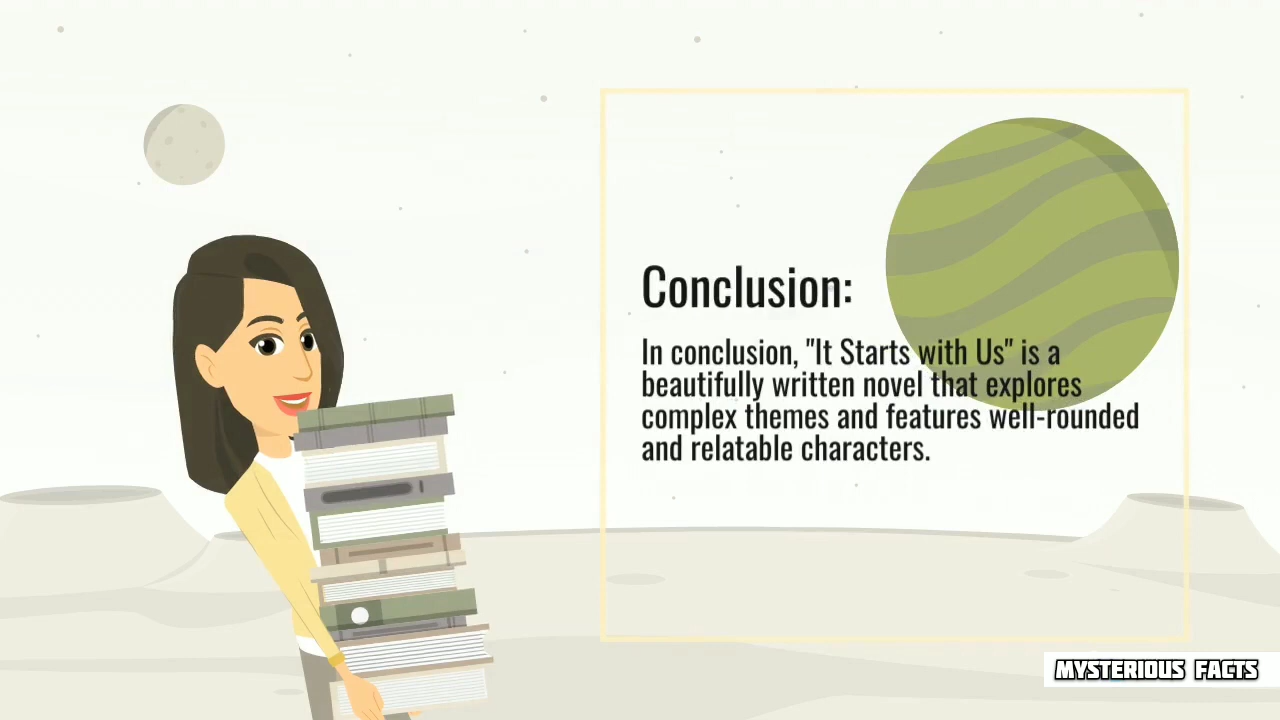 Conclusion:
In conclusion, "It Starts with Us" is a
beautifully written novel that explores
complex themes and features well-rounded
and relatable characters.
MYSTERIOUS FACTS